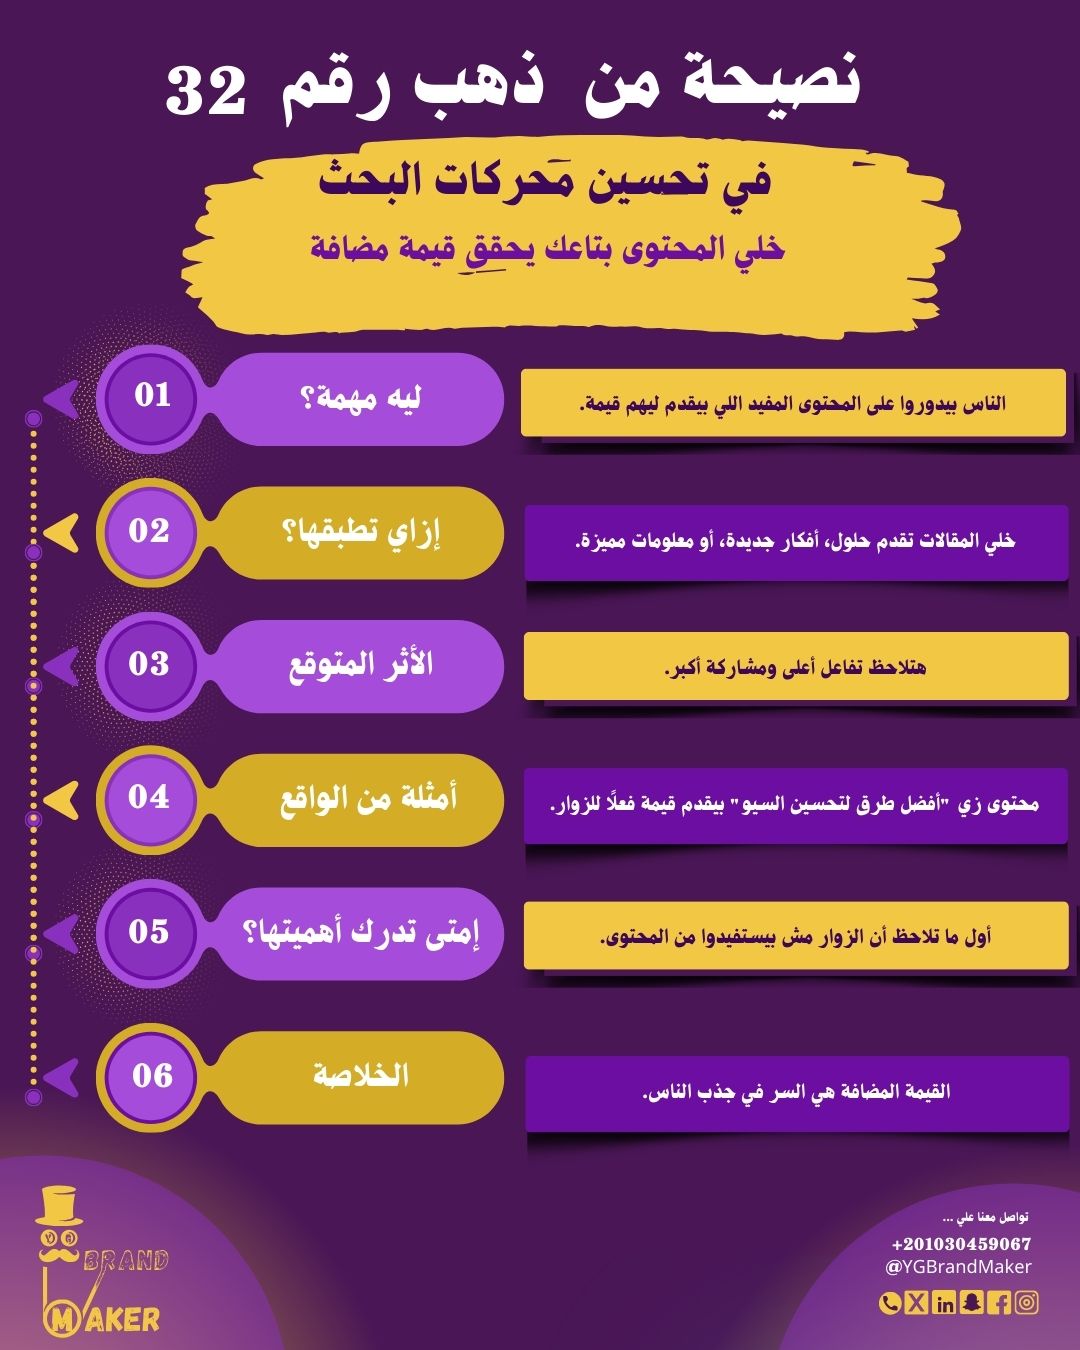 نصيحة من ذهب رقم 32
في تحسين محركات البحث
خلي المحتوى بتاعك يحقق قيمة مضافة
01
ليه مهمة؟
الناس بيدوروا على المحتوى المفيد اللي بيقدم ليهم قيمة.
02
إزاي تطبقها؟
خلي المقالات تقدم حلول، أفكار جديدة، أو معلومات مميزة.
03
الأثر المتوقع
هتلاحظ تفاعل أعلى ومشاركة أكبر.
04
أمثلة من الواقع
محتوى زي "أفضل طرق لتحسين السيو" بيقدم قيمة فعلًا للزوار.
05
إمتى تدرك أهميتها؟
أول ما تلاحظ أن الزوار مش بيستفيدوا من المحتوى.
06
الخلاصة
القيمة المضافة هي السر في جذب الناس.
تواصل معنا علي ...
+201030459067
@YGBrandMaker
BRAND
MAKER